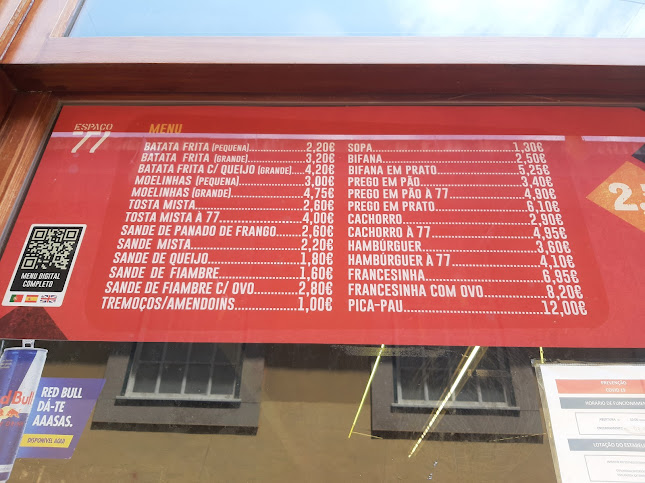 ESPAÇO
77
MENU
BATATA FRITA (PEQUENA)...2,20€
BATATA FRITA (GRANDE)...3,20€
BATATA FRITA C/ QUEIJO (GRANDE)...4,20€
MOELINHAS (PEQUENA)...3,00€
MOELINHAS (GRANDE)...4,75€
TOSTA MISTA...2,60€
TOSTA MISTA À 77...4,00€
SANDE DE PANADO DE FRANGO...2,60€
SANDE MISTA...2,20€
SANDE DE QUEIJO...1,80€
SANDE DE FIAMBRE...1,60€
SANDE DE FIAMBRE C/ OVO...2,80€
TREMOÇOS/AMENDOINS...1,00€
SOPA...1,30€
BIFANA...2,50€
BIFANA EM PRATO...5,25€
PREGO EM PÃO...3,40€
PREGO EM PÃO À 77...4,90€
PREGO EM PRATO...6,10€
CACHORRO...2,90€
CACHORRO À 77...4,95€
HAMBÚRGUER...3,60€
HAMBÚRGUER À 77...4,10€
FRANCESINHA...6,95€
FRANCESINHA COM OVO...8,20€
PICA-PAU...12,00€
MENU DIGITAL
COMPLETO
RED BULL
DÁ-TE
AAASAS.
DISPONÍVEL AQUI
PREVENÇÃO
COVID-19